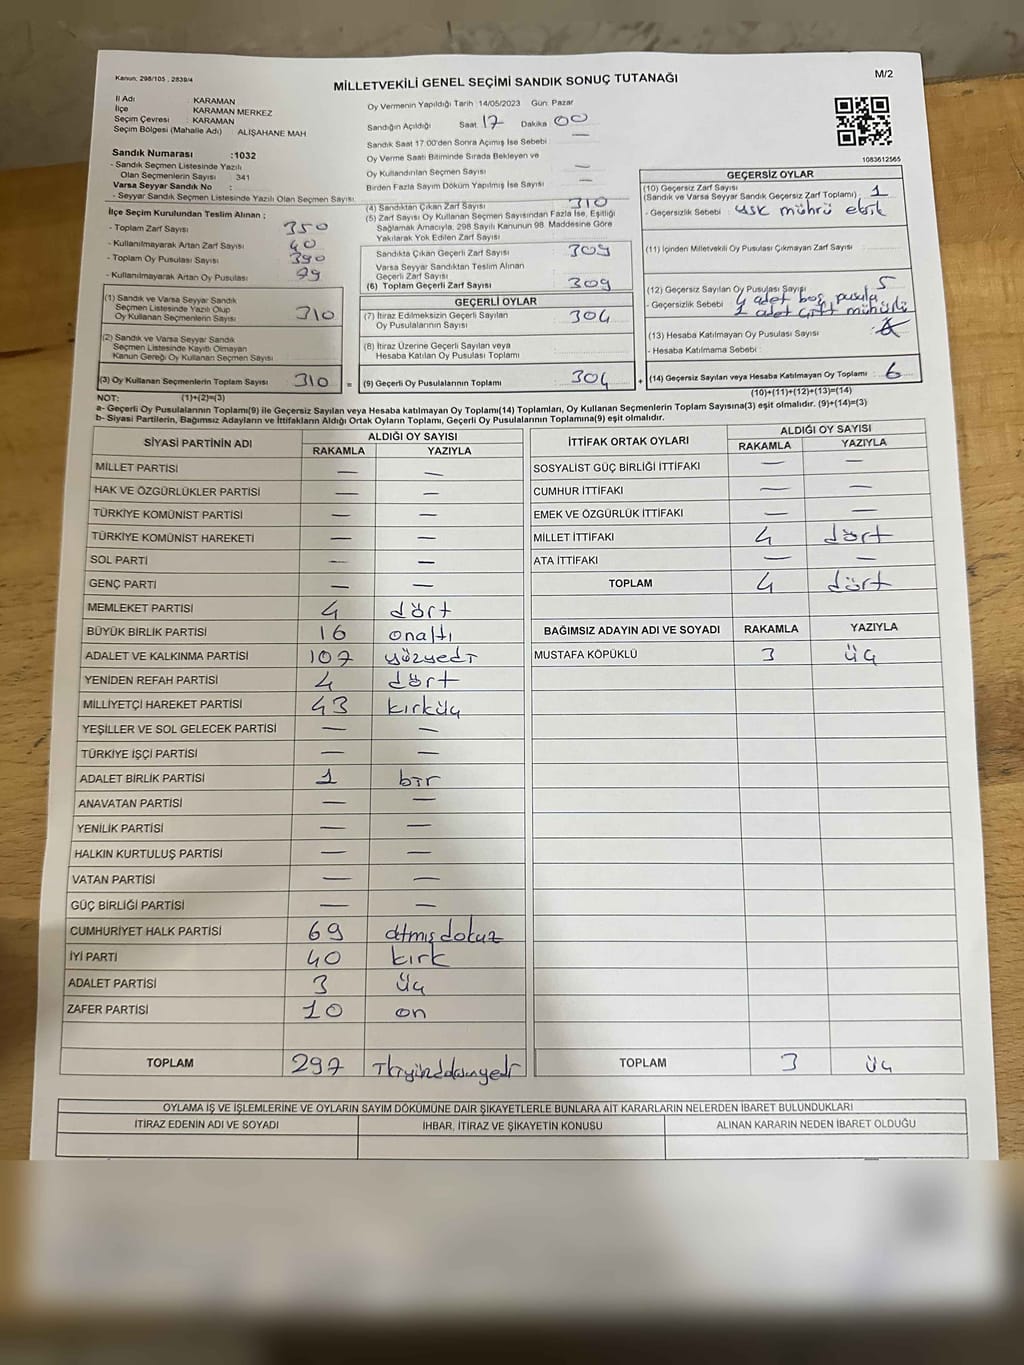 Kanun: 298/105 , 2839/4
MİLLETVEKİLİ GENEL SEÇİMİ SANDIK SONUÇ TUTANAĞI
M/2
İl Adı : KARAMAN
İlçe : KARAMAN MERKEZ
Seçim Çevresi : KARAMAN
Seçim Bölgesi (Mahalle Adı) : ALİŞAHANE MAH
Sandık Numarası :1032
- Sandık Seçmen Listesinde Yazılı
Olan Seçmenlerin Sayısı 341
Varsa Seyyar Sandık No :
- Seyyar Sandık Seçmen Listesinde Yazılı Olan Seçmen Sayısı
Oy Vermenin Yapıldığı Tarih 14/05/2023 Gün: Pazar
Sandığın Açıldığı Saat 17 Dakika 00
Sandık Saat 17:00'den Sonra Açımış İse Sebebi —
Oy Verme Saati Bitiminde Sırada Bekleyen ve
Oy Kullandırılan Seçmen Sayısı —
Birden Fazla Sayım Döküm Yapılmış İse Sayısı —
1083612565
İlçe Seçim Kurulundan Teslim Alınan ;
- Toplam Zarf Sayısı 350
- Kullanılmayarak Artan Zarf Sayısı 40
- Toplam Oy Pusulası Sayısı 390
- Kullanılmayarak Artan Oy Pusulası
(1) Sandık ve Varsa Seyyar Sandık
Seçmen Listesinde Yazılı Olup
Oy Kullanan Seçmenlerin Sayısı 310
(2) Sandık ve Varsa Seyyar Sandık
Seçmen Listesinde Kayıtlı Olmayan
Kanun Gereği Oy Kullanan Seçmen Sayısı
(3) Oy Kullanan Seçmenlerin Toplam Sayısı 310 =
(4) Sandıktan Çıkan Zarf Sayısı 310
(5) Zarf Sayısı Oy Kullanan Seçmen Sayısından Fazla İse, Eşitliği
Sağlamak Amacıyla, 298 Sayılı Kanunun 98. Maddesine Göre
Yakılarak Yok Edilen Zarf Sayısı
Sandıkta Çıkan Geçerli Zarf Sayısı 309
Varsa Seyyar Sandıktan Teslim Alınan
Geçerli Zarf Sayısı
(6) Toplam Geçerli Zarf Sayısı 309
GEÇERLİ OYLAR
(7) İtiraz Edilmeksizin Geçerli Sayılan
Oy Pusulalarının Sayısı 304
(8) İtiraz Üzerine Geçerli Sayılan veya
Hesaba Katılan Oy Pusulası Toplamı
(9) Geçerli Oy Pusulalarının Toplamı 304 +
GEÇERSİZ OYLAR
(10) Geçersiz Zarf Sayısı
(Sandık ve Varsa Seyyar Sandık Geçersiz Zarf Toplamı) : 1
- Geçersizlik Sebebi : ysk mührü eksik
(11) İçinden Milletvekili Oy Pusulası Çıkmayan Zarf Sayısı
(12) Geçersiz Sayılan Oy Pusulası Sayısı 5
- Geçersizlik Sebebi 4 adet boş pusula
1 adet çift mühürlü
(13) Hesaba Katılmayan Oy Pusulası Sayısı :
- Hesaba Katılmama Sebebi :
(14) Geçersiz Sayılan veya Hesaba Katılmayan Oy Toplamı : 6
NOT: (1)+(2)=(3)
(10)+(11)+(12)+(13)=(14)
a- Geçerli Oy Pusulalarının Toplamı(9) ile Geçersiz Sayılan veya Hesaba katılmayan Oy Toplamı(14) Toplamları, Oy Kullanan Seçmenlerin Toplam Sayısına(3) eşit olmalıdır. (9)+(14)=(3)
b- Siyasi Partilerin, Bağımsız Adayların ve İttifakların Aldığı Ortak Oyların Toplamı, Geçerli Oy Pusulalarının Toplamına(9) eşit olmalıdır.
SİYASİ PARTİNİN ADI ALDIĞI OY SAYISI
RAKAMLA YAZIYLA
MİLLET PARTİSİ — —
HAK VE ÖZGÜRLÜKLER PARTİSİ — —
TÜRKİYE KOMÜNİST PARTİSİ — —
TÜRKİYE KOMÜNİST HAREKETİ — —
SOL PARTİ — —
GENÇ PARTİ — —
MEMLEKET PARTİSİ 4 dört
BÜYÜK BİRLİK PARTİSİ 16 onaltı
ADALET VE KALKINMA PARTİSİ 107 yüzyedi
YENİDEN REFAH PARTİSİ 4 dört
MİLLİYETÇİ HAREKET PARTİSİ 43 kırküç
YEŞİLLER VE SOL GELECEK PARTİSİ — —
TÜRKİYE İŞÇİ PARTİSİ — —
ADALET BİRLİK PARTİSİ 1 bir
ANAVATAN PARTİSİ — —
YENİLİK PARTİSİ — —
HALKIN KURTULUŞ PARTİSİ — —
VATAN PARTİSİ — —
GÜÇ BİRLİĞİ PARTİSİ — —
CUMHURİYET HALK PARTİSİ 69 atmışdokuz
İYİ PARTİ 40 kırk
ADALET PARTİSİ 3 üç
ZAFER PARTİSİ 10 on
TOPLAM 297
İTTİFAK ORTAK OYLARI ALDIĞI OY SAYISI
RAKAMLA YAZIYLA
SOSYALİST GÜÇ BİRLİĞİ İTTİFAKI — —
CUMHUR İTTİFAKI — —
EMEK VE ÖZGÜRLÜK İTTİFAKI — —
MİLLET İTTİFAKI 4 dört
ATA İTTİFAKI — —
TOPLAM 4 dört
BAĞIMSIZ ADAYIN ADI VE SOYADI RAKAMLA YAZIYLA
MUSTAFA KÖPÜKLÜ 3 üç
TOPLAM 3 üç
OYLAMA İŞ VE İŞLEMLERİNE VE OYLARIN SAYIM DÖKÜMÜNE DAİR ŞİKAYETLERLE BUNLARA AİT KARARLARIN NELERDEN İBARET BULUNDUKLARI
İTİRAZ EDENİN ADI VE SOYADI İHBAR, İTİRAZ VE ŞİKAYETİN KONUSU ALINAN KARARIN NEDEN İBARET OLDUĞU